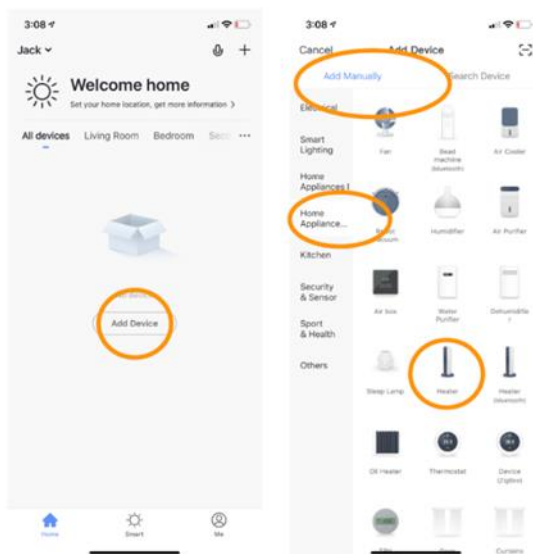 3:08
Jack
Welcome home
Set your home location, get more information >
All devices Living Room Bedroom
Add Device
Home Smart Me
3:08
Cancel Add Device
Add Manually Search Device
Electrical
Smart
Lighting
Home
Appliances
Home
Appliance...
Kitchen
Security
& Sensor
Sport
& Health
Others
Fan
Bead
machine
(bluetooth)
Air Cooler
Humidifier
Air Purifier
Air box
Water
Purifier
Dehumidifie
r
Sleep Lamp
Heater
Heater
(bluetooth)
Oil Heater
Thermostat
Device
(ZigBee)
Curtains